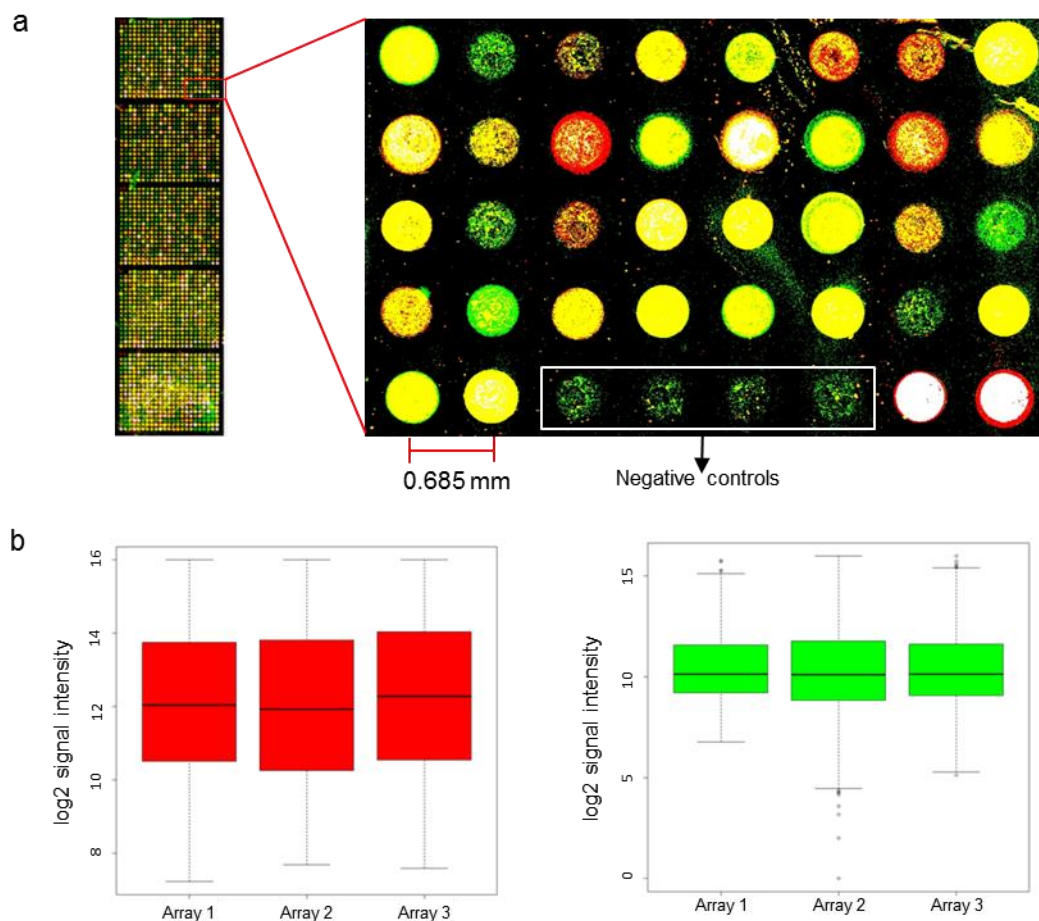 a
0.685 mm
Negative controls
b
log2 signal intensity
16
14
12
10
8
Array 1 Array 2 Array 3
log2 signal intensity
15
10
5
0
Array 1 Array 2 Array 3